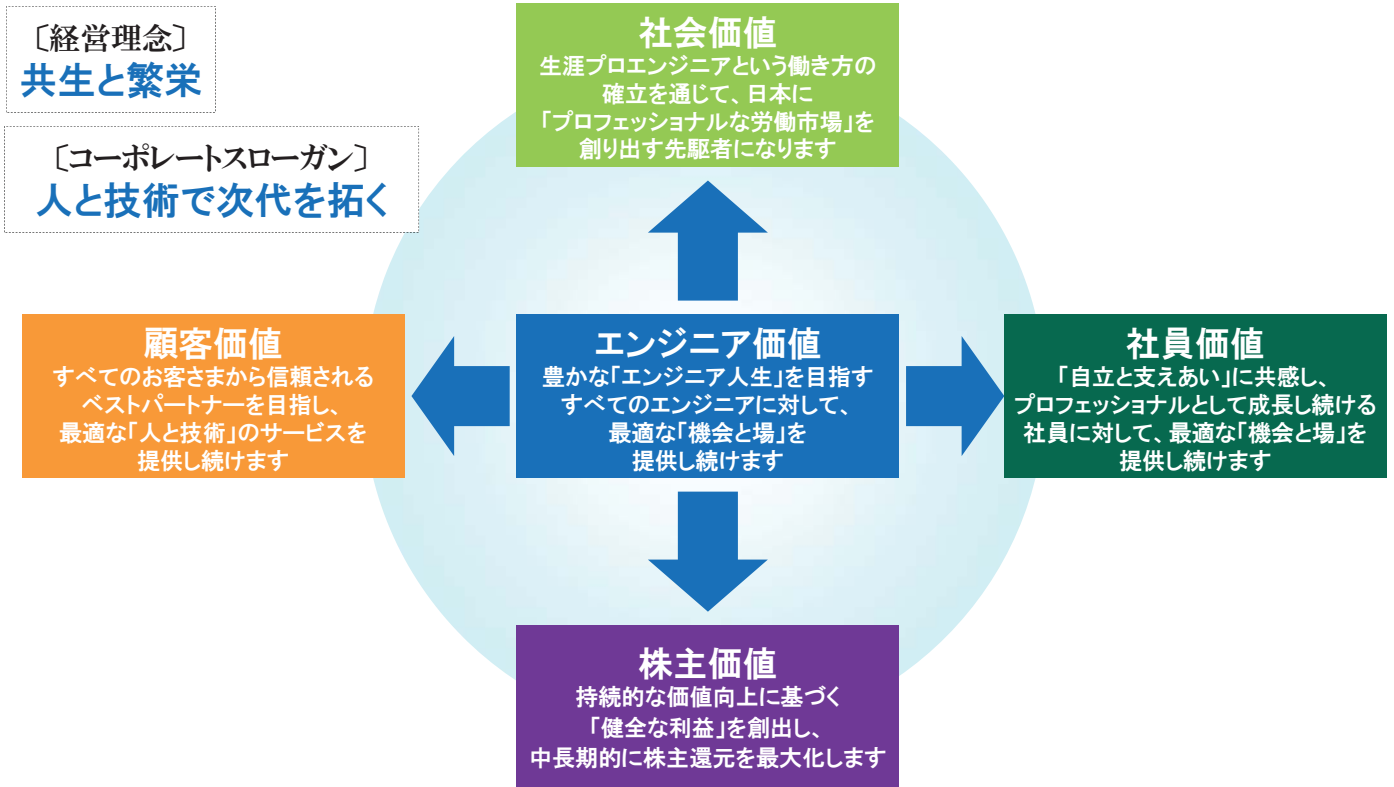 〔経営理念〕
共生と繁栄
〔コーポレートスローガン〕
人と技術で次代を拓く
社会価値
生涯プロエンジニアという働き方の
確立を通じて、日本に
「プロフェッショナルな労働市場」を
創り出す先駆者になります
顧客価値
すべてのお客さまから信頼される
ベストパートナーを目指し、
最適な「人と技術」のサービスを
提供し続けます
エンジニア価値
豊かな「エンジニア人生」を目指す
すべてのエンジニアに対して、
最適な「機会と場」を
提供し続けます
社員価値
「自立と支えあい」に共感し、
プロフェッショナルとして成長し続ける
社員に対して、最適な「機会と場」を
提供し続けます
株主価値
持続的な価値向上に基づく
「健全な利益」を創出し、
中長期的に株主還元を最大化します